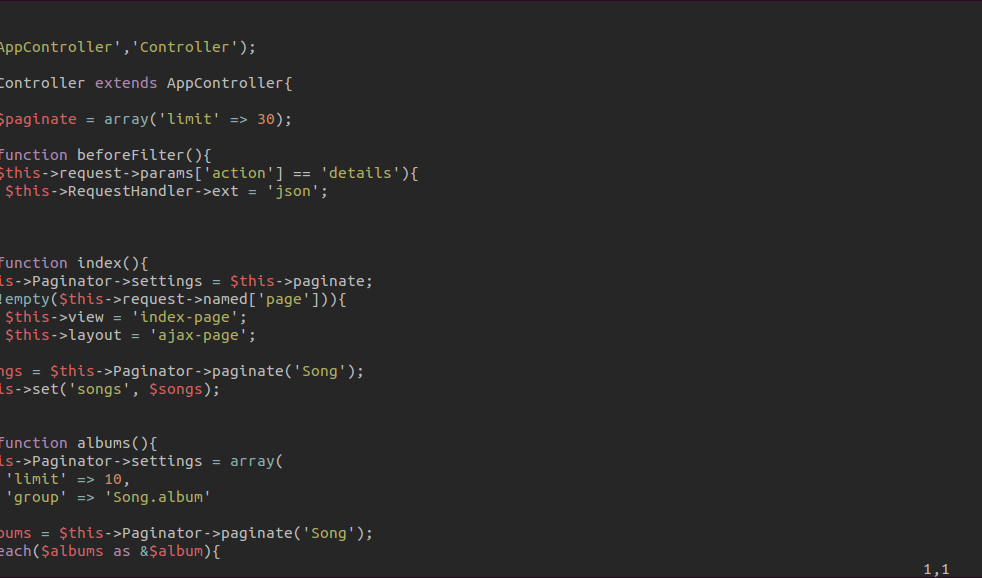 AppController','Controller');
Controller extends AppController{
$paginate = array('limit' => 30);
function beforeFilter(){
$this->request->params['action'] == 'details'){
$this->RequestHandler->ext = 'json';
function index(){
is->Paginator->settings = $this->paginate;
!empty($this->request->named['page'])){
$this->view = 'index-page';
$this->layout = 'ajax-page';
ngs = $this->Paginator->paginate('Song');
is->set('songs', $songs);
function albums(){
is->Paginator->settings = array(
'limit' => 10,
'group' => 'Song.album'
bums = $this->Paginator->paginate('Song');
each($albums as &$album){
1,1